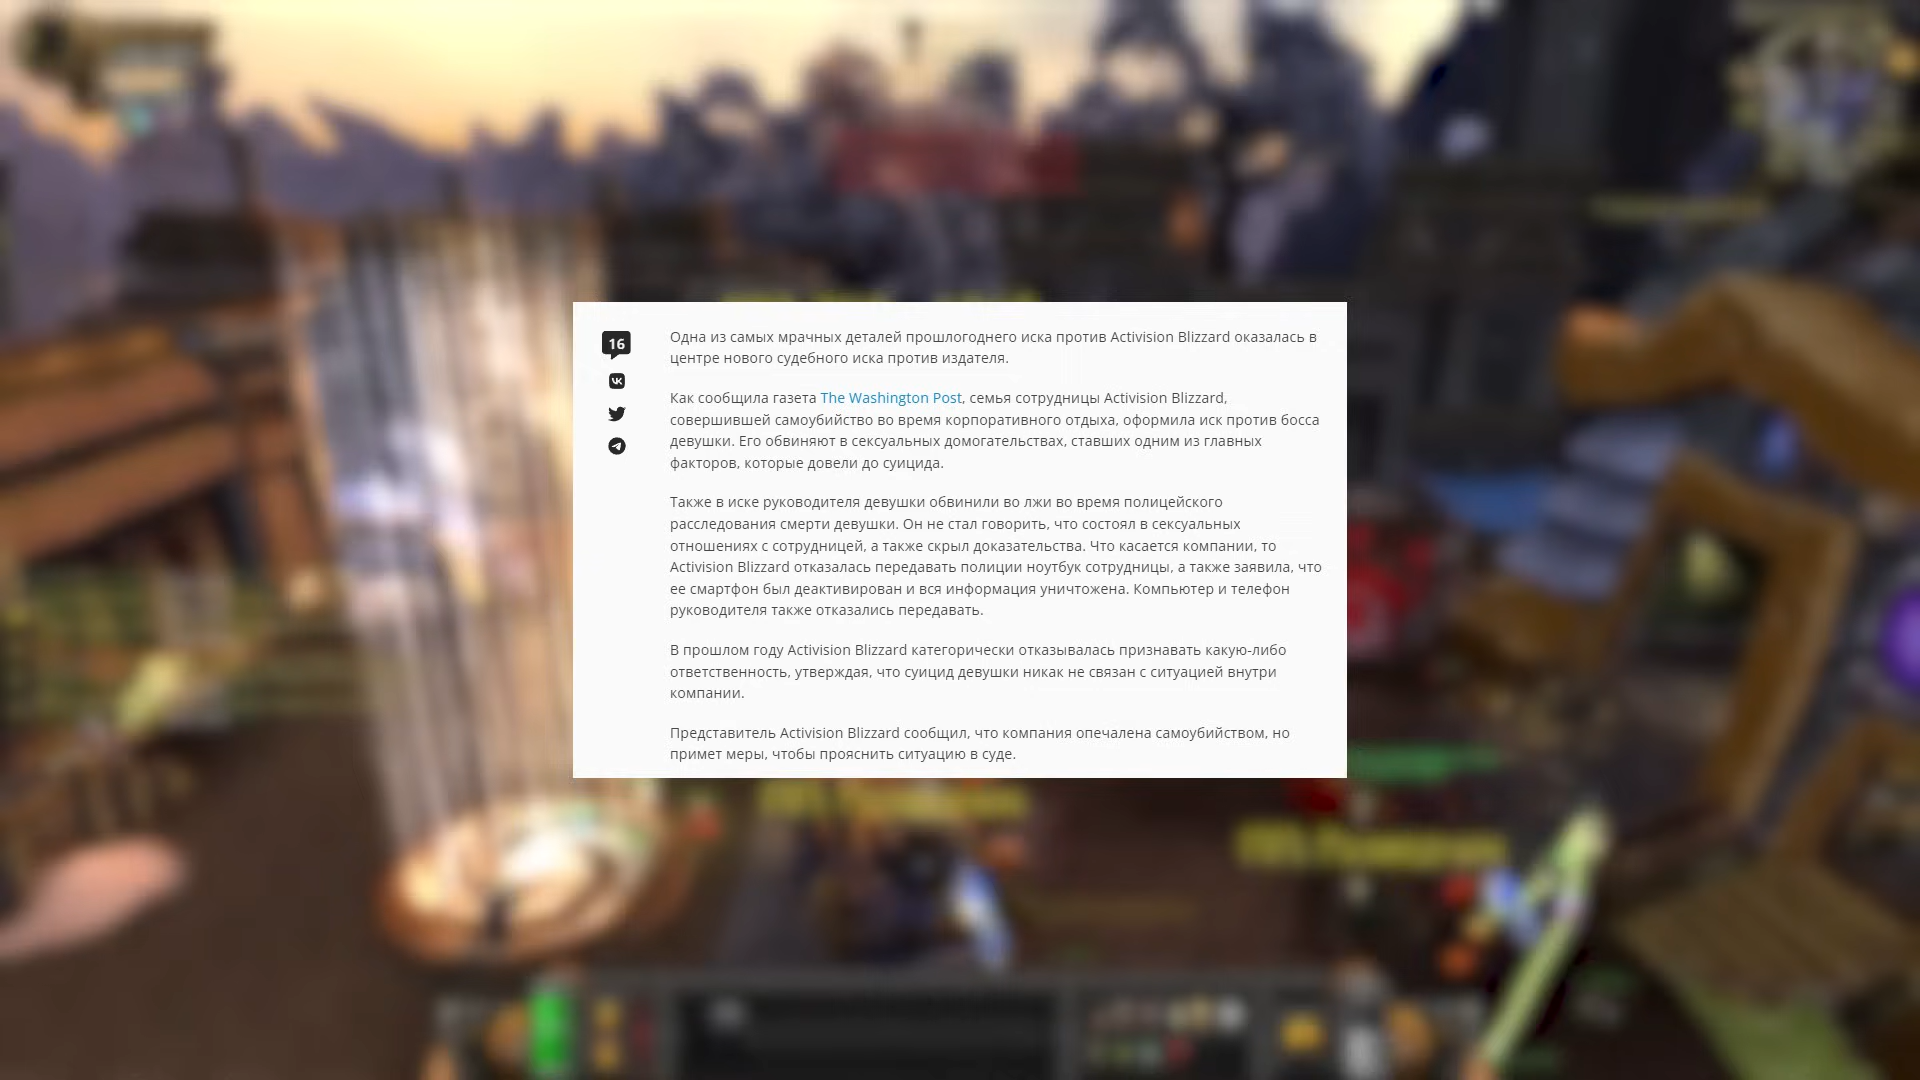 Одна из самых мрачных деталей прошлогоднего иска против Activision Blizzard оказалась в
центре нового судебного иска против издателя.
16
Как сообщила газета The Washington Post, семья сотрудницы Activision Blizzard,
совершившей самоубийство во время корпоративного отдыха, оформила иск против босса
девушки. Его обвиняют в сексуальных домогательствах, ставших одним из главных
факторов, которые довели до суицида.
Также в иске руководителя девушки обвинили во лжи во время полицейского
расследования смерти девушки. Он не стал говорить, что состоял в сексуальных
отношениях с сотрудницей, а также скрыл доказательства. Что касается компании, то
Activision Blizzard отказалась передавать полиции ноутбук сотрудницы, а также заявила, что
ее смартфон был деактивирован и вся информация уничтожена. Компьютер и телефон
руководителя также отказались передавать.
В прошлом году Activision Blizzard категорически отказывалась признавать какую-либо
ответственность, утверждая, что суицид девушки никак не связан с ситуацией внутри
компании.
Представитель Activision Blizzard сообщил, что компания опечалена самоубийством, но
примет меры, чтобы прояснить ситуацию в суде.